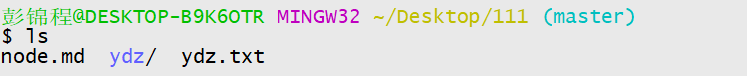 彭锦程@DESKTOP-B9K6OTR MINGW32 ~/Desktop/111 (master)
$ ls
node.md  ydz/  ydz.txt